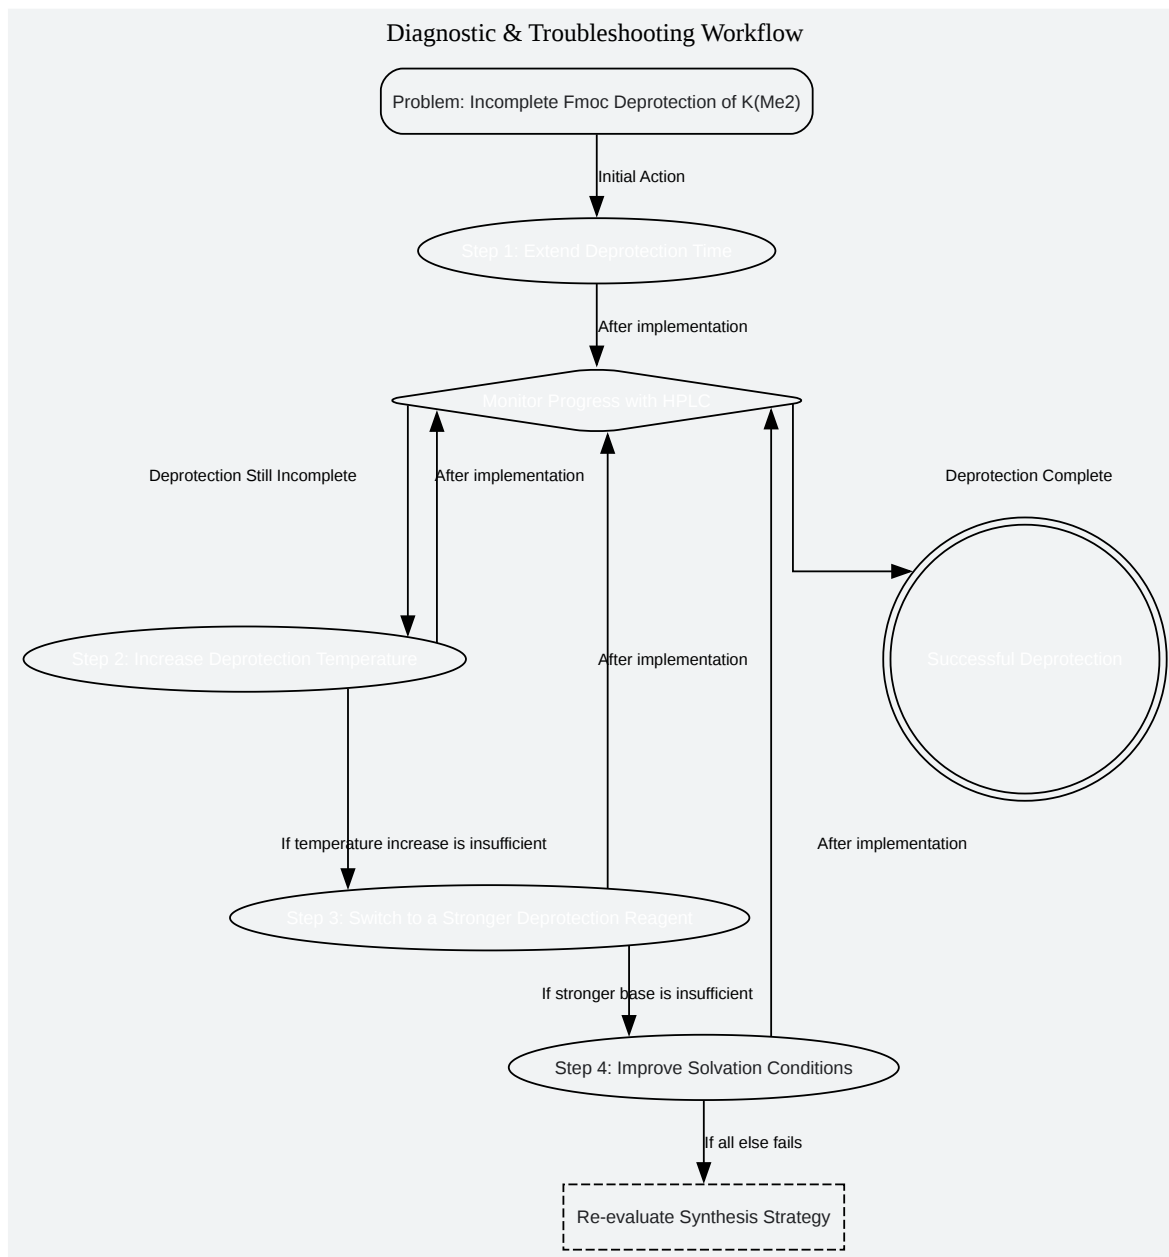 Diagnostic & Troubleshooting Workflow
Problem: Incomplete Fmoc Deprotection of K(Me2)
Initial Action
Step 1: Extend Deprotection Time
After implementation
Monitor Progress with HPLC
Deprotection Still Incomplete
After implementation
Deprotection Complete
Step 2: Increase Deprotection Temperature
After implementation
Successful Deprotection
If temperature increase is insufficient
After implementation
Step 3: Switch to a Stronger Deprotection Reagent
If stronger base is insufficient
Step 4: Improve Solvation Conditions
If all else fails
Re-evaluate Synthesis Strategy